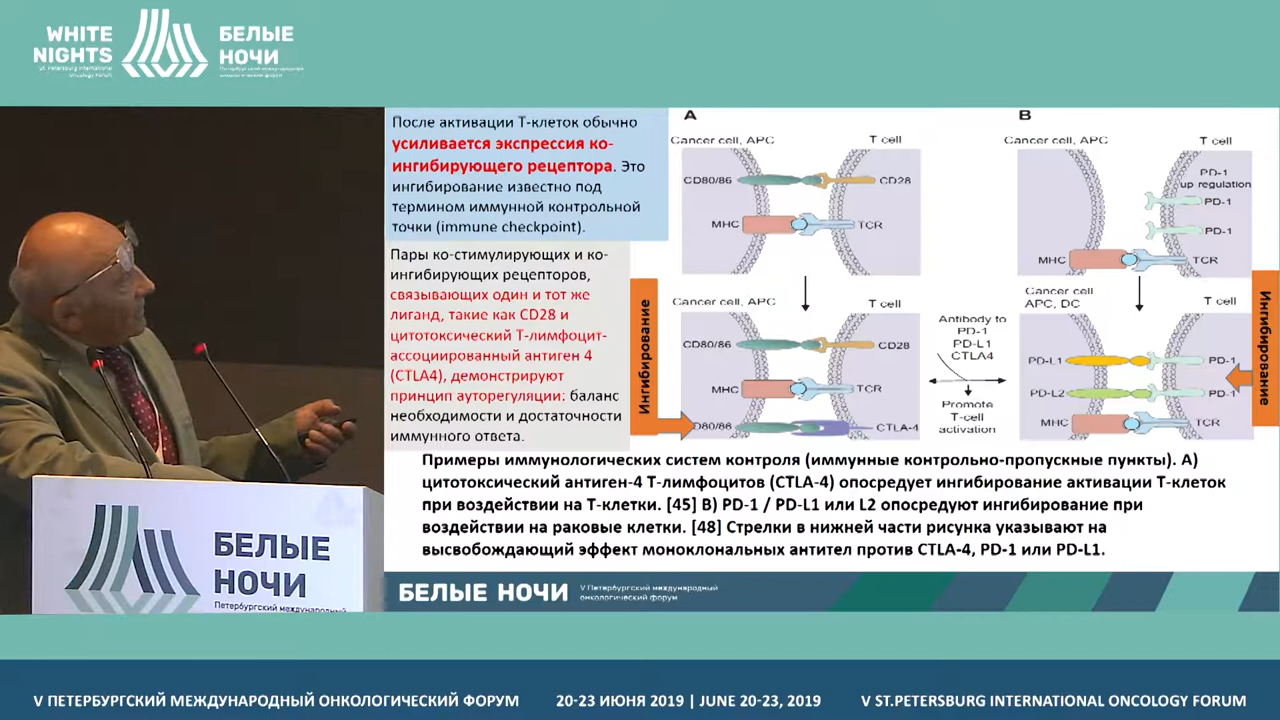 WHITE
NIGHTS
St. Petersburg International
Oncology Forum
БЕЛЫЕ
НОЧИ
Петербургский международный
онкологический форум
После активации Т-клеток обычно
усиливается экспрессия ко-
ингибирующего рецептора. Это
ингибирование известно под
термином иммунной контрольной
точки (immune checkpoint).
Пары ко-стимулирующих и ко-
ингибирующих рецепторов,
связывающих один и тот же
лиганд, такие как CD28 и
цитотоксический Т-лимфоцит-
ассоциированный антиген 4
(CTLA4), демонстрируют
принцип ауторегуляции: баланс
необходимости и достаточности
иммунного ответа.
A
Cancer cell, APC
T cell
CD80/86
CD28
MHC
TCR
Cancer cell, APC
T cell
CD80/86
CD28
MHC
TCR
D80/86
CTLA-4
Ингибирование
Antibody to
PD-1
PD-L1
CTLA4
Promote
T-cell
activation
B
Cancer cell, APC
T cell
PD-1
up regulation
PD-1
PD-1
MHC
TCR
Cancer cell
APC, DC
T cell
PD-L1
PD-1
PD-L2
PD-1
MHC
TCR
Ингибирование
Примеры иммунологических систем контроля (иммунные контрольно-пропускные пункты). А)
цитотоксический антиген-4 Т-лимфоцитов (CTLA-4) опосредует ингибирование активации Т-клеток
при воздействии на Т-клетки. [45] В) PD-1 / PD-L1 или L2 опосредуют ингибирование при
воздействии на раковые клетки. [48] Стрелки в нижней части рисунка указывают на
высвобождающий эффект моноклональных антител против CTLA-4, PD-1 или PD-L1.
БЕЛЫЕ НОЧИ
V Петербургский международный
онкологический форум
БЕЛЫЕ
НОЧИ
Петербургский международный
V ПЕТЕРБУРГСКИЙ МЕЖДУНАРОДНЫЙ ОНКОЛОГИЧЕСКИЙ ФОРУМ
20-23 ИЮНЯ 2019 | JUNE 20-23, 2019
V ST.PETERSBURG INTERNATIONAL ONCOLOGY FORUM